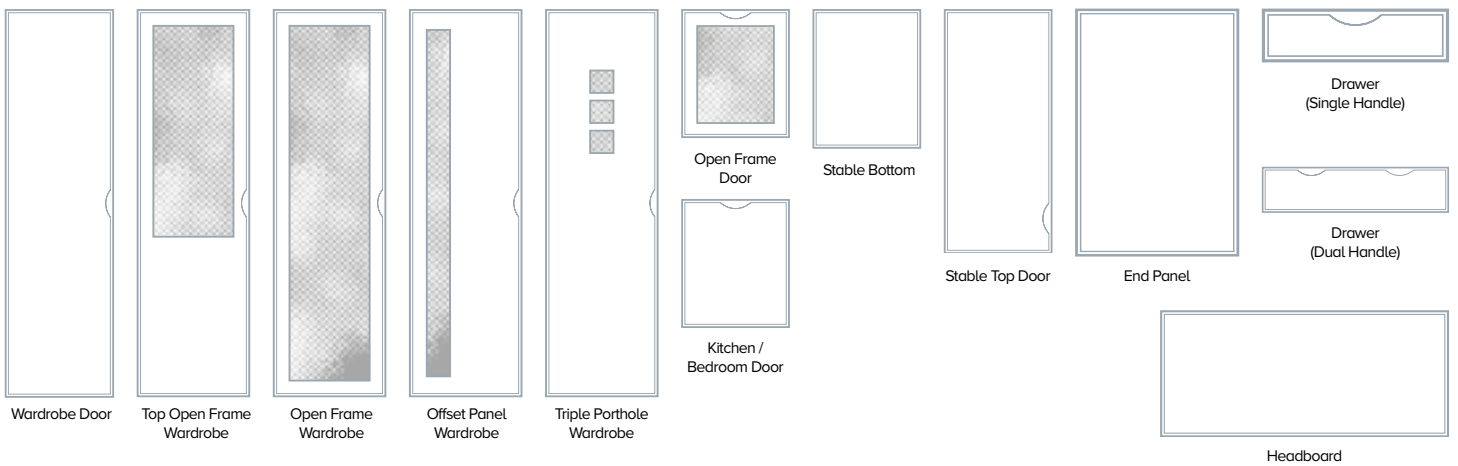 Wardrobe Door
Top Open Frame
Wardrobe
Open Frame
Wardrobe
Offset Panel
Wardrobe
Triple Porthole
Wardrobe
Open Frame
Door
Kitchen /
Bedroom Door
Stable Bottom
Stable Top Door
End Panel
Drawer
(Single Handle)
Drawer
(Dual Handle)
Headboard